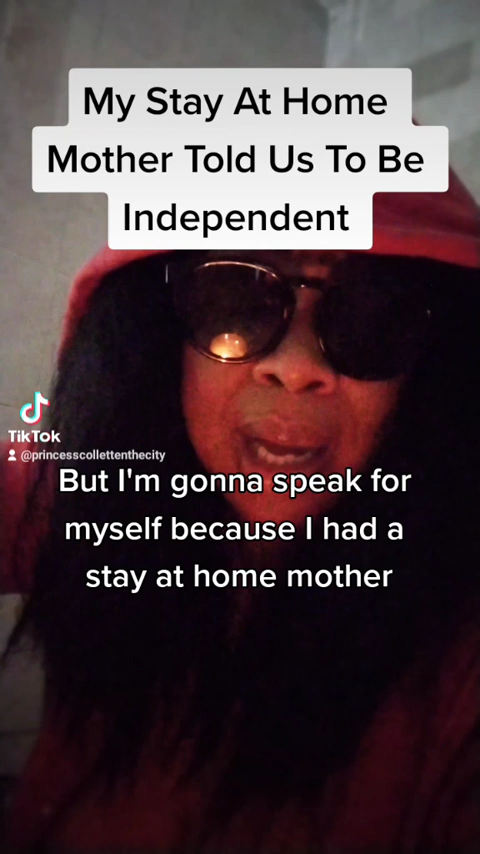 My Stay At Home
Mother Told Us To Be
Independent
TikTok
@princesscollettenthecity
But I'm gonna speak for
myself because I had a
stay at home mother